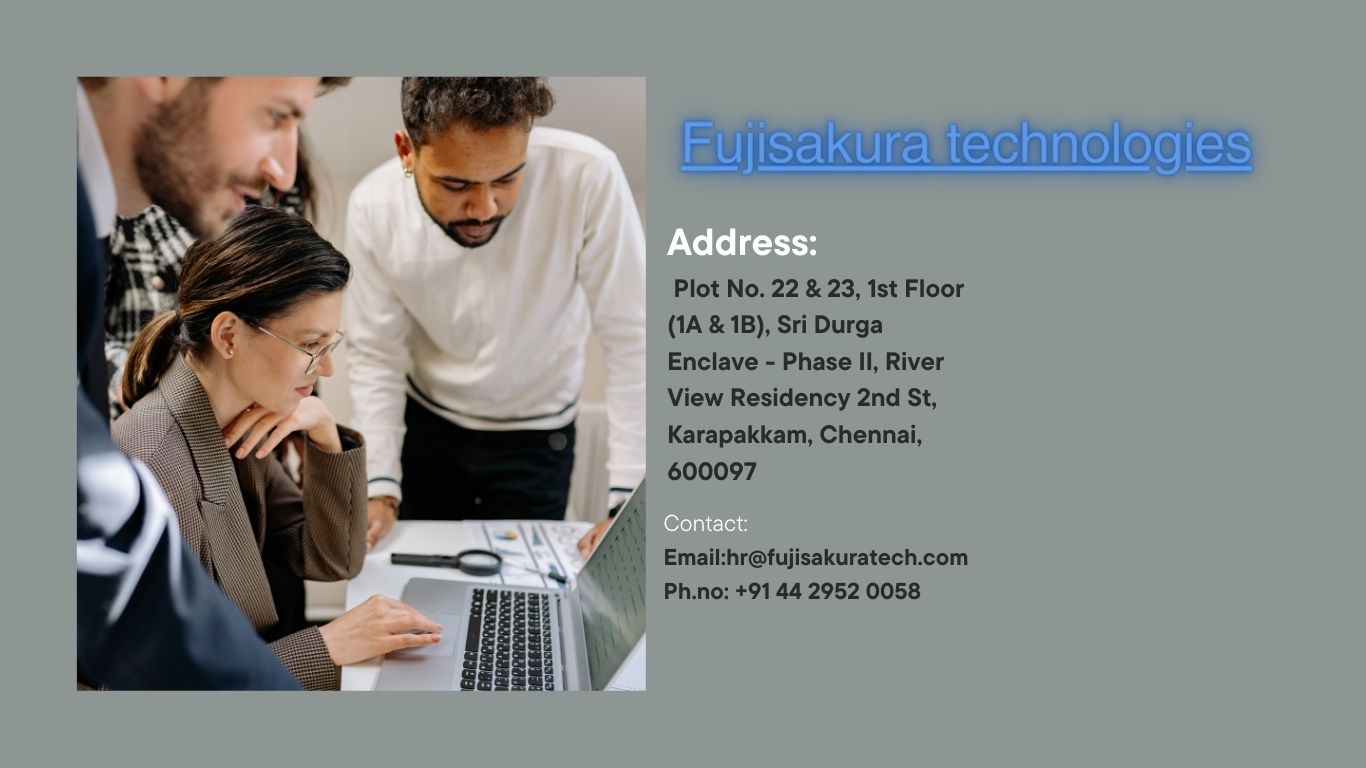 Fujisakura technologies
Address:
Plot No. 22 & 23, 1st Floor
(1A & 1B), Sri Durga
Enclave - Phase II, River
View Residency 2nd St,
Karapakkam, Chennai,
600097
Contact:
Email:hr@fujisakuratech.com
Ph.no: +91 44 2952 0058